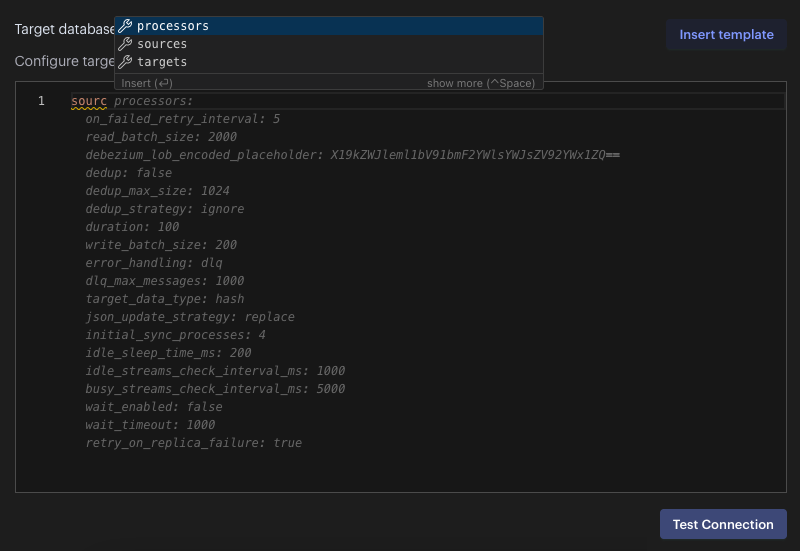 Target database
processors
sources
targets
Insert template
Configure targe
Insert (↵)
show more (^Space)
1
sourc processors:
on_failed_retry_interval: 5
read_batch_size: 2000
debezium_lob_encoded_placeholder: X19kZWJleml1bV91bmF2YWlsYWJsZV92YWx1ZQ==
dedup: false
dedup_max_size: 1024
dedup_strategy: ignore
duration: 100
write_batch_size: 200
error_handling: dlq
dlq_max_messages: 1000
target_data_type: hash
json_update_strategy: replace
initial_sync_processes: 4
idle_sleep_time_ms: 200
idle_streams_check_interval_ms: 1000
busy_streams_check_interval_ms: 5000
wait_enabled: false
wait_timeout: 1000
retry_on_replica_failure: true
Test Connection